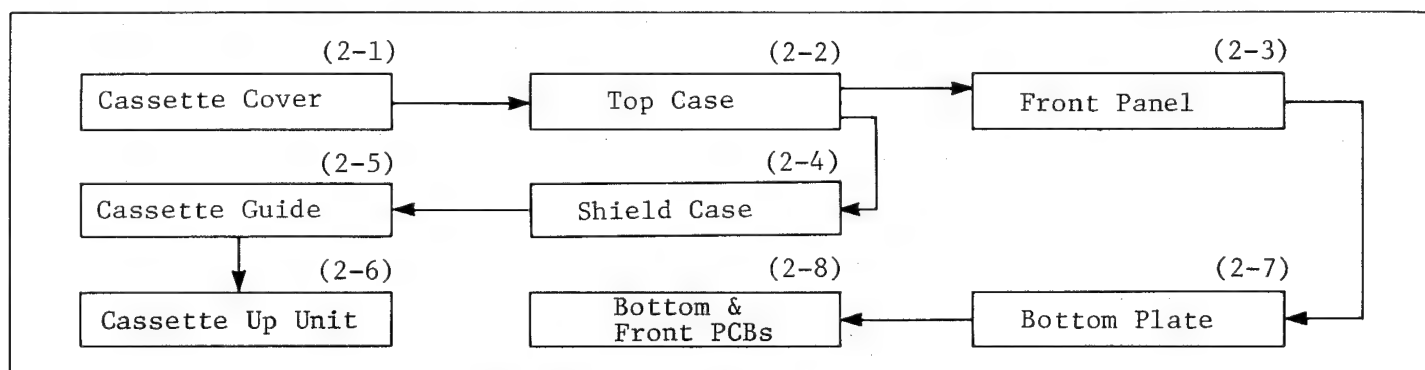 (2-1)
Cassette Cover
(2-2)
Top Case
(2-3)
Front Panel
(2-5)
Cassette Guide
(2-4)
Shield Case
(2-6)
Cassette Up Unit
(2-8)
Bottom &
Front PCBs
(2-7)
Bottom Plate